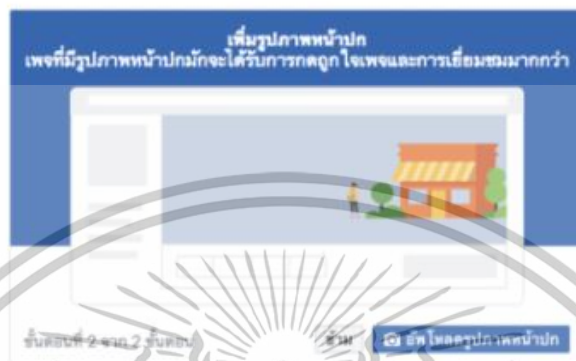 เพิ่มรูปภาพหน้าปก
เพจที่มีรูปภาพหน้าปกมักจะได้รับการกดถูกใจเพจและการเยี่ยมชมมากกว่า
ขั้นตอนที่ 2 จาก 2 ขั้นตอน
ข้าม
อัพโหลดรูปภาพหน้าปก